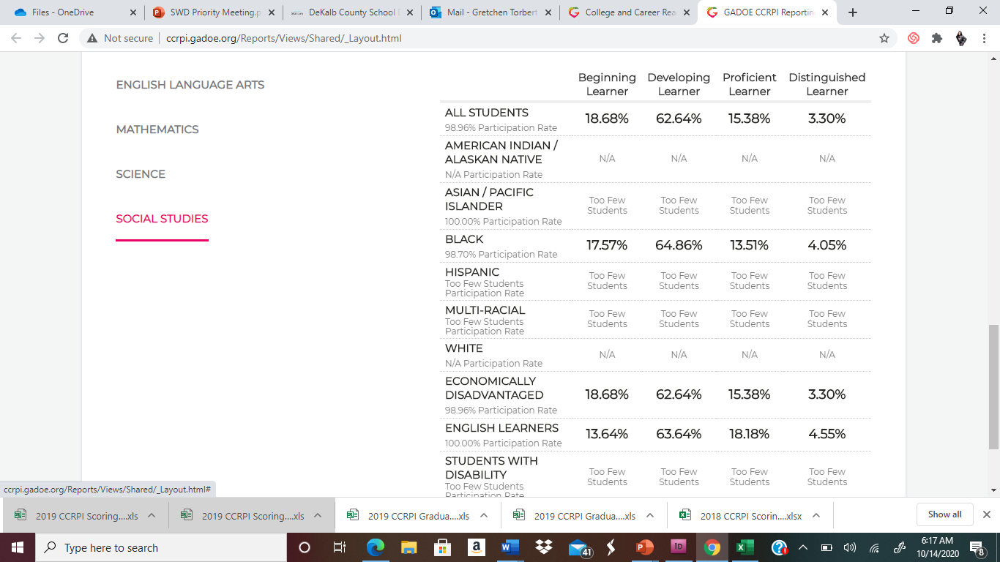 Files - OneDrive
SWD Priority Meeting.p
DeKalb County School D
Mail - Gretchen Torbert
College and Career Rea
GADOE CCRPI Reportin
Not secure
ccrpi.gadoe.org/Reports/Views/Shared/_Layout.html
ENGLISH LANGUAGE ARTS
MATHEMATICS
SCIENCE
SOCIAL STUDIES
Beginning Developing Proficient Distinguished
Learner Learner Learner Learner
ALL STUDENTS 18.68% 62.64% 15.38% 3.30%
98.96% Participation Rate
AMERICAN INDIAN /
ALASKAN NATIVE N/A N/A N/A N/A
N/A Participation Rate
ASIAN / PACIFIC Too Few Too Few Too Few Too Few
ISLANDER Students Students Students Students
100.00% Participation Rate
BLACK 17.57% 64.86% 13.51% 4.05%
98.70% Participation Rate
HISPANIC Too Few Too Few Too Few Too Few
Too Few Students Students Students Students Students
Participation Rate
MULTI-RACIAL Too Few Too Few Too Few Too Few
Too Few Students Students Students Students Students
Participation Rate
WHITE N/A N/A N/A N/A
N/A Participation Rate
ECONOMICALLY
DISADVANTAGED 18.68% 62.64% 15.38% 3.30%
98.96% Participation Rate
ENGLISH LEARNERS 13.64% 63.64% 18.18% 4.55%
100.00% Participation Rate
STUDENTS WITH
DISABILITY Too Few Too Few Too Few Too Few
Too Few Students Students Students Students Students
Participation Rate
ccrpi.gadoe.org/Reports/Views/Shared/_Layout.html#
2019 CCRPI Scoring....xls
2019 CCRPI Scoring....xls
2019 CCRPI Gradua....xls
2019 CCRPI Gradua....xls
2018 CCRPI Scorin....xlsx
Show all
Type here to search
41
6:17 AM
10/14/2020
8